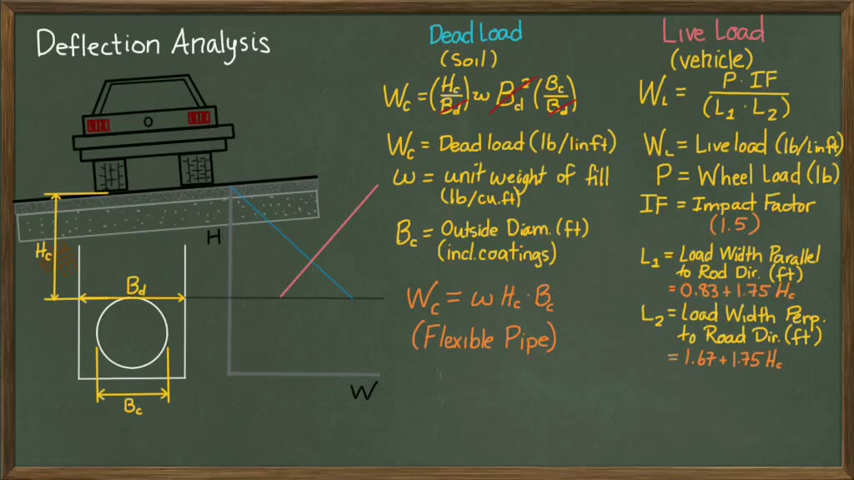 Deflection Analysis
Dead Load
(soil)
W_c = (H_c/B_d) ω B_d² (B_c/B_d)
W_c = Dead load (lb/linft)
ω = unit weight of fill
(lb/cu.ft)
B_c = Outside Diam. (ft)
(incl.coatings)
W_c = ω H_c · B_c
(Flexible Pipe)
Live Load
(vehicle)
W_L = P · IF / (L₁ · L₂)
W_L = Live load (lb/linft)
P = Wheel Load (lb)
IF = Impact Factor
(1.5)
L₁ = Load Width Parallel
to Rod Dir. (ft)
= 0.83 + 1.75 H_c
L₂ = Load Width Perp.
to Road Dir. (ft)
= 1.67 + 1.75 H_c
H
H_c
B_d
W
B_c